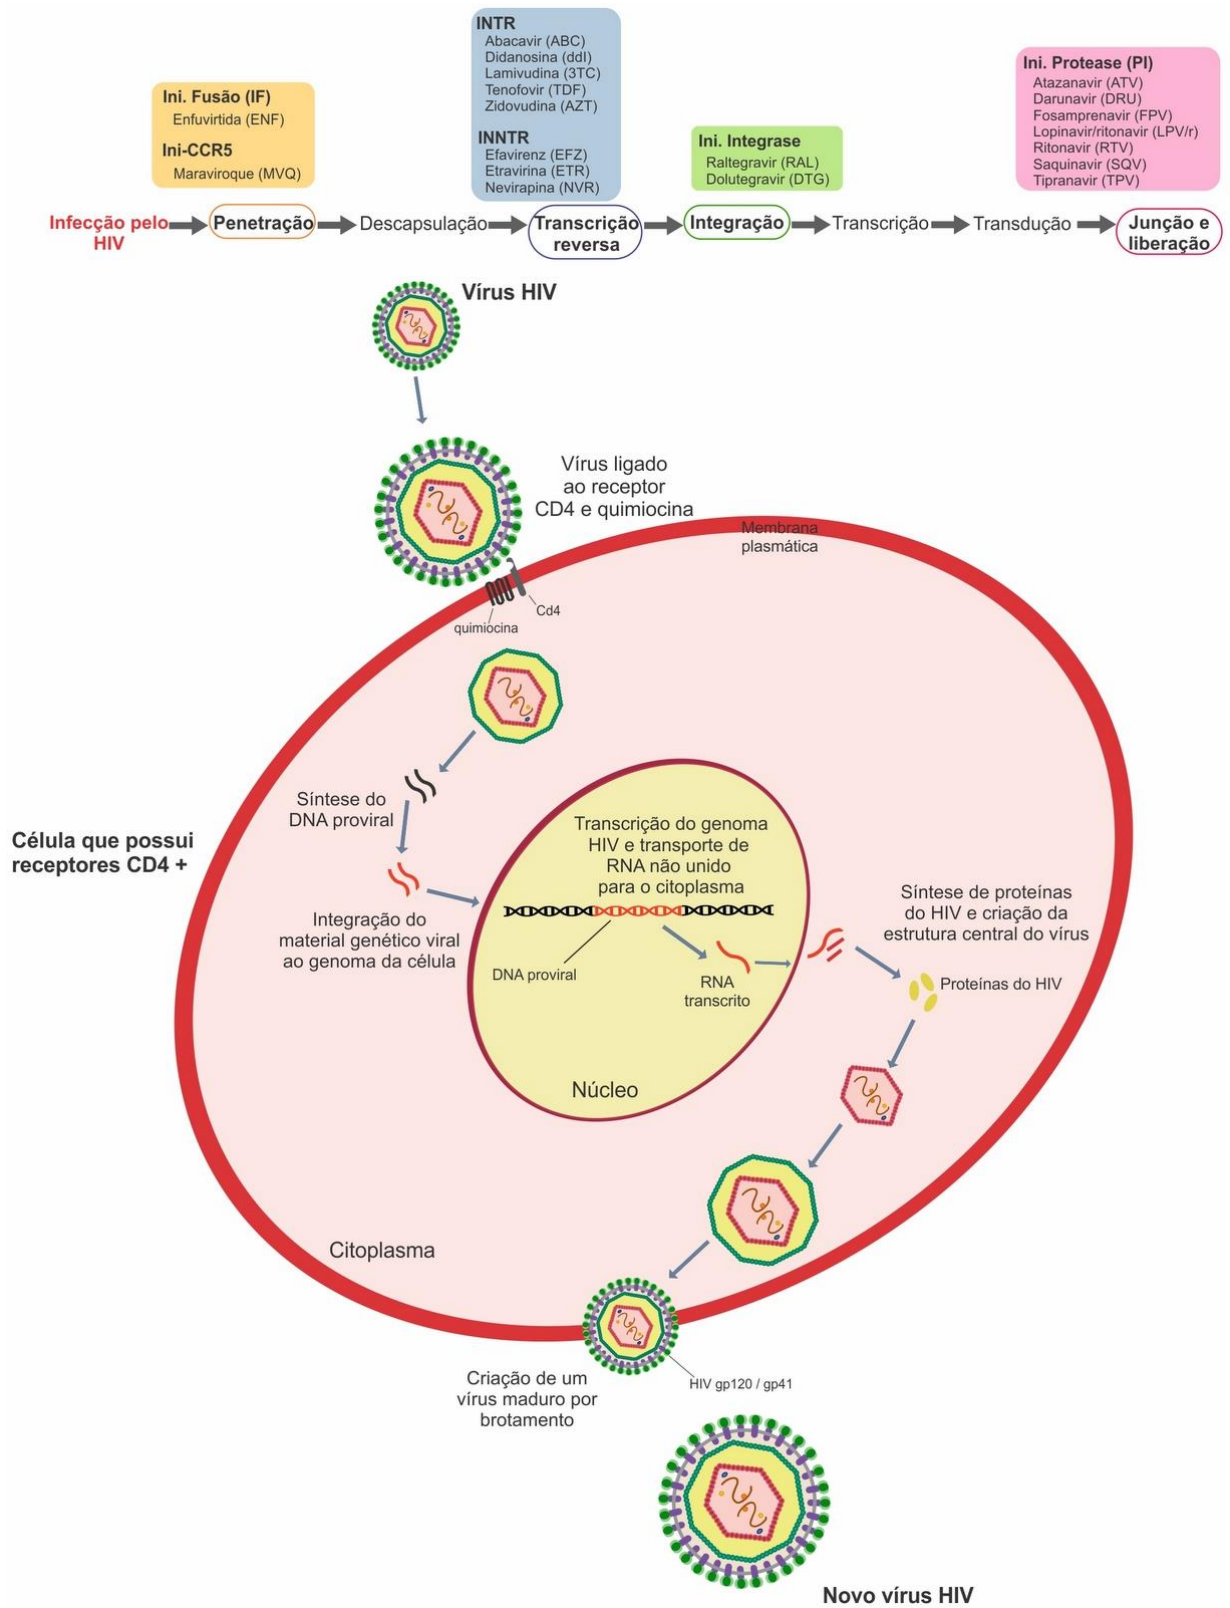 INTR
Abacavir (ABC)
Didanosina (ddI)
Lamivudina (3TC)
Tenofovir (TDF)
Zidovudina (AZT)
INNTR
Efavirenz (EFZ)
Etravirina (ETR)
Nevirapina (NVR)
Ini. Fusão (IF)
Enfuvirtida (ENF)
Ini-CCR5
Maraviroque (MVQ)
Ini. Integrase
Raltegravir (RAL)
Dolutegravir (DTG)
Ini. Protease (PI)
Atazanavir (ATV)
Darunavir (DRU)
Fosamprenavir (FPV)
Lopinavir/ritonavir (LPV/r)
Ritonavir (RTV)
Saquinavir (SQV)
Tipranavir (TPV)
Infecção pelo
HIV
Penetração
Descapsulação
Transcrição
reversa
Integração
Transcrição
Transdução
Junção e
liberação
Vírus HIV
Vírus ligado
ao receptor
CD4 e quimiocina
Membrana
plasmática
Cd4
quimiocina
Síntese do
DNA proviral
Célula que possui
receptores CD4 +
Transcrição do genoma
HIV e transporte de
RNA não unido
para o citoplasma
Integração do
material genético viral
ao genoma da célula
DNA proviral
RNA
transcrito
Síntese de proteínas
do HIV e criação da
estrutura central do vírus
Proteínas do HIV
Núcleo
Citoplasma
Criação de um
vírus maduro por
brotamento
HIV gp120 / gp41
Novo vírus HIV